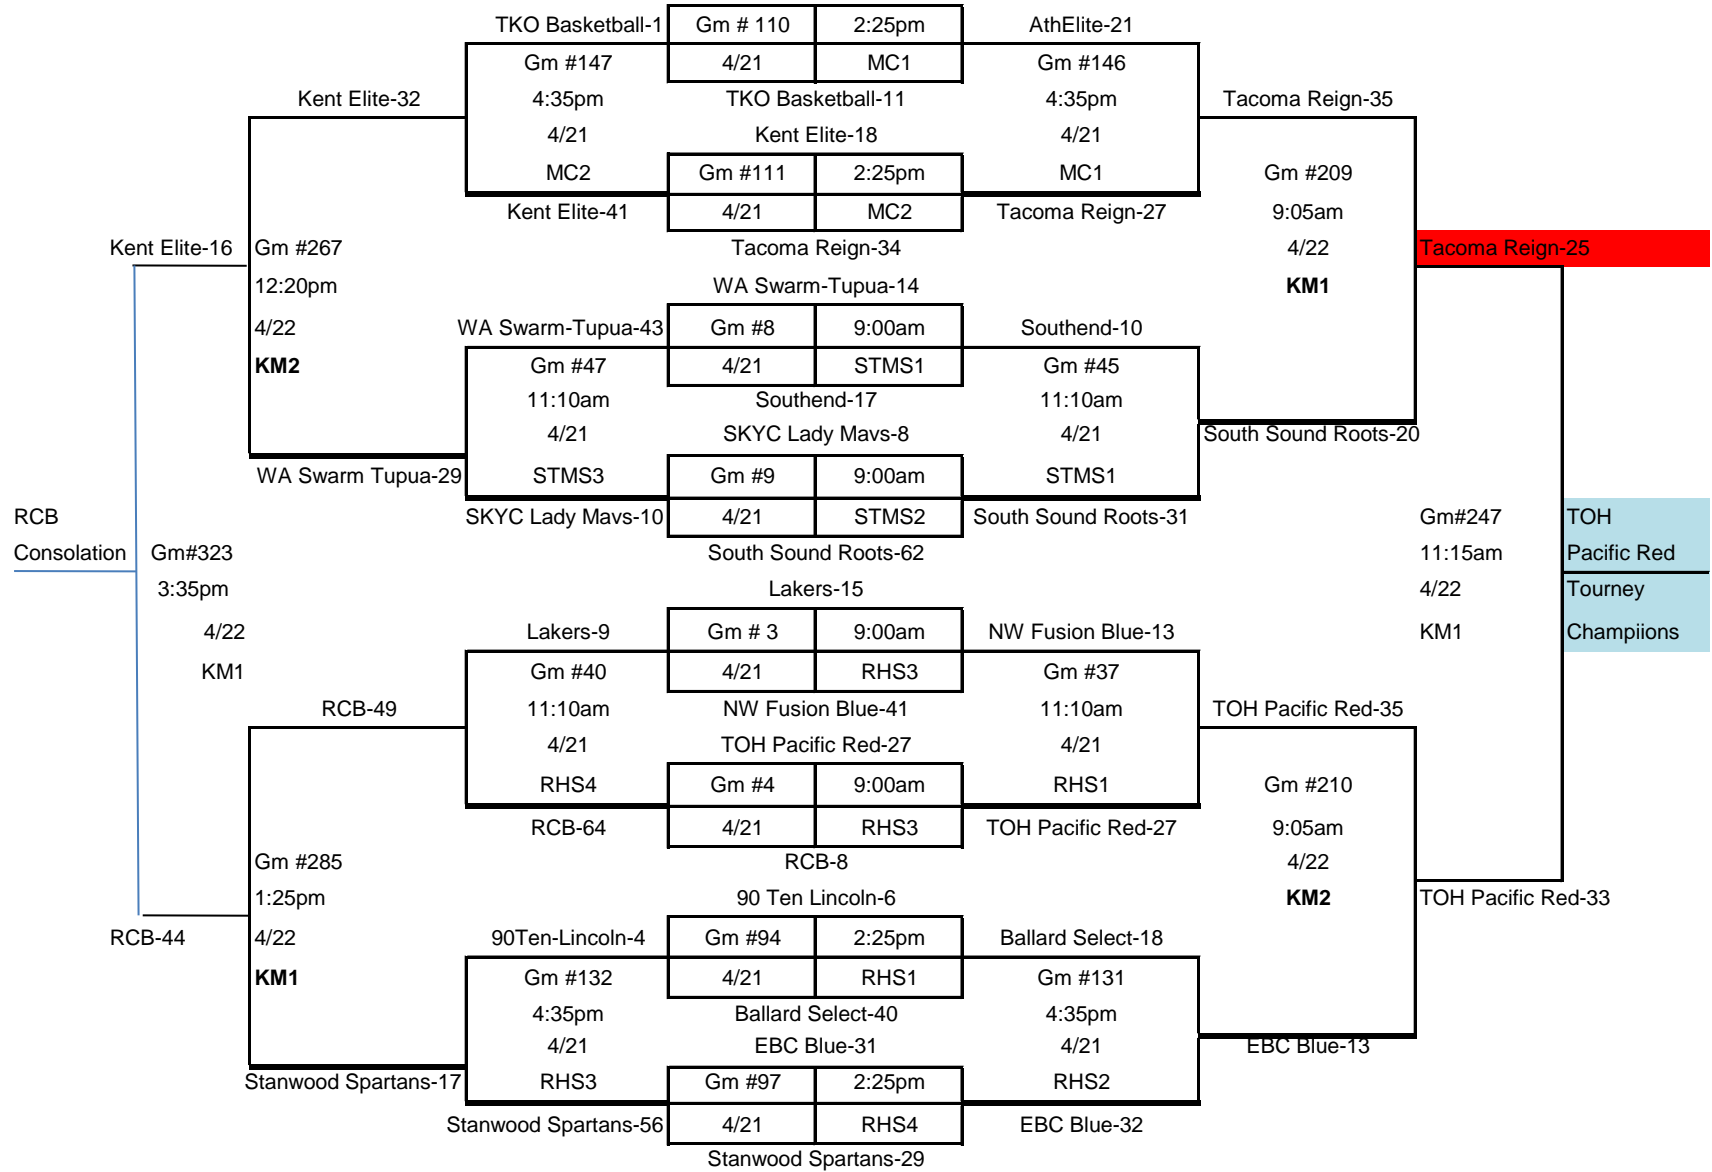 TKO Basketball-1 Gm # 110 2:25pm AthElite-21
Gm #147 4/21 MC1 Gm #146
Kent Elite-32 4:35pm TKO Basketball-11 4:35pm Tacoma Reign-35
4/21 Kent Elite-18 4/21
MC2 Gm #111 2:25pm MC1 Gm #209
Kent Elite-41 4/21 MC2 Tacoma Reign-27 9:05am
Kent Elite-16 Gm #267 Tacoma Reign-34 4/22 Tacoma Reign-25
12:20pm WA Swarm-Tupua-14 KM1
4/22 WA Swarm-Tupua-43 Gm #8 9:00am Southend-10
KM2 Gm #47 4/21 STMS1 Gm #45
11:10am Southend-17 11:10am
4/21 SKYC Lady Mavs-8 4/21 South Sound Roots-20
WA Swarm Tupua-29 STMS3 Gm #9 9:00am STMS1
RCB SKYC Lady Mavs-10 4/21 STMS2 South Sound Roots-31 Gm#247 TOH
Consolation Gm#323 South Sound Roots-62 11:15am Pacific Red
3:35pm Lakers-15 4/22 Tourney
4/22 Lakers-9 Gm # 3 9:00am NW Fusion Blue-13 KM1 Champiions
KM1 Gm #40 4/21 RHS3 Gm #37
RCB-49 11:10am NW Fusion Blue-41 11:10am TOH Pacific Red-35
4/21 TOH Pacific Red-27 4/21
RHS4 Gm #4 9:00am RHS1 Gm #210
RCB-64 4/21 RHS3 TOH Pacific Red-27 9:05am
Gm #285 RCB-8 4/22
1:25pm 90 Ten Lincoln-6 KM2 TOH Pacific Red-33
RCB-44 4/22 90Ten-Lincoln-4 Gm #94 2:25pm Ballard Select-18
KM1 Gm #132 4/21 RHS1 Gm #131
4:35pm Ballard Select-40 4:35pm
4/21 EBC Blue-31 4/21 EBC Blue-13
Stanwood Spartans-17 RHS3 Gm #97 2:25pm RHS2
Stanwood Spartans-56 4/21 RHS4 EBC Blue-32
Stanwood Spartans-29